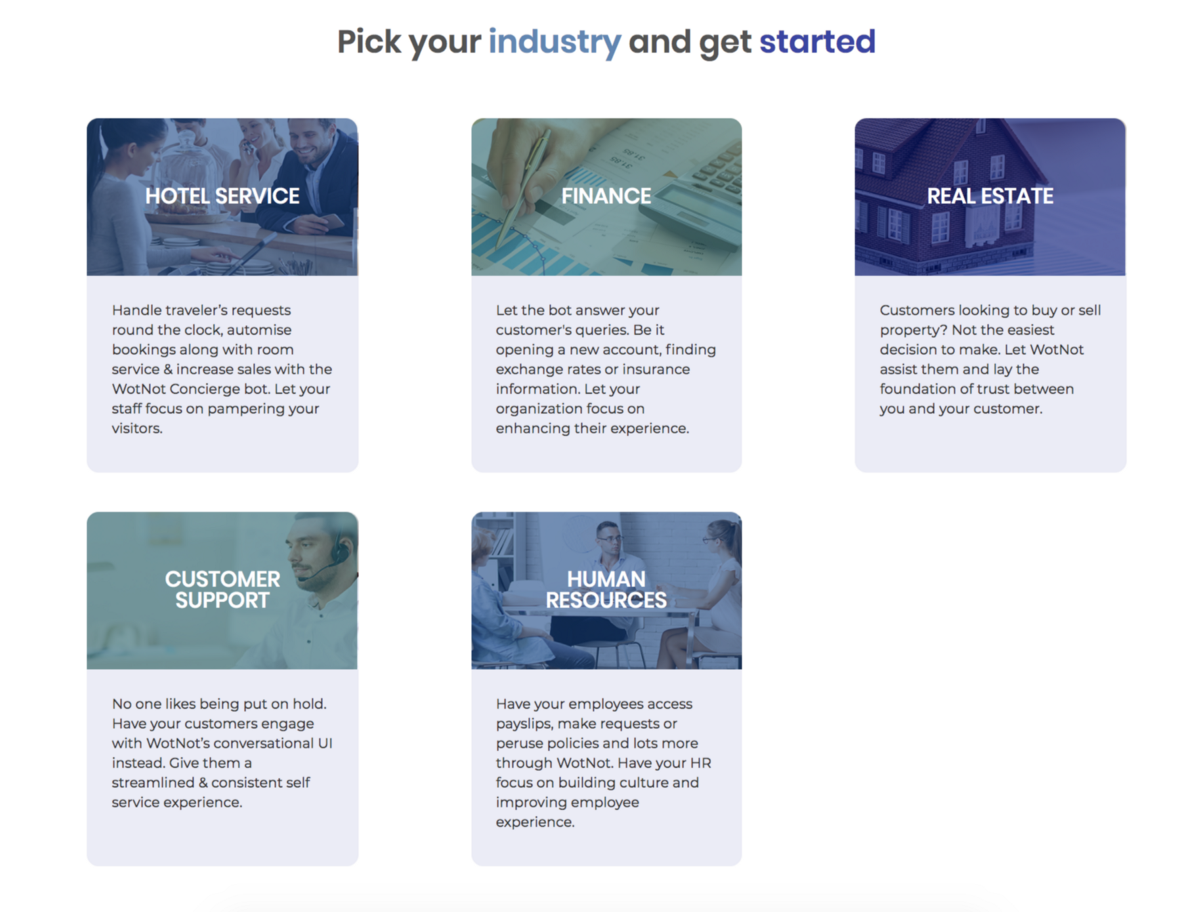 Pick your industry and get started
HOTEL SERVICE
Handle traveler's requests
round the clock, automise
bookings along with room
service & increase sales with the
WotNot Concierge bot. Let your
staff focus on pampering your
visitors.
FINANCE
Let the bot answer your
customer's queries. Be it
opening a new account, finding
exchange rates or insurance
information. Let your
organization focus on
enhancing their experience.
REAL ESTATE
Customers looking to buy or sell
property? Not the easiest
decision to make. Let WotNot
assist them and lay the
foundation of trust between
you and your customer.
CUSTOMER
SUPPORT
No one likes being put on hold.
Have your customers engage
with WotNot's conversational UI
instead. Give them a
streamlined & consistent self
service experience.
HUMAN
RESOURCES
Have your employees access
payslips, make requests or
peruse policies and lots more
through WotNot. Have your HR
focus on building culture and
improving employee
experience.